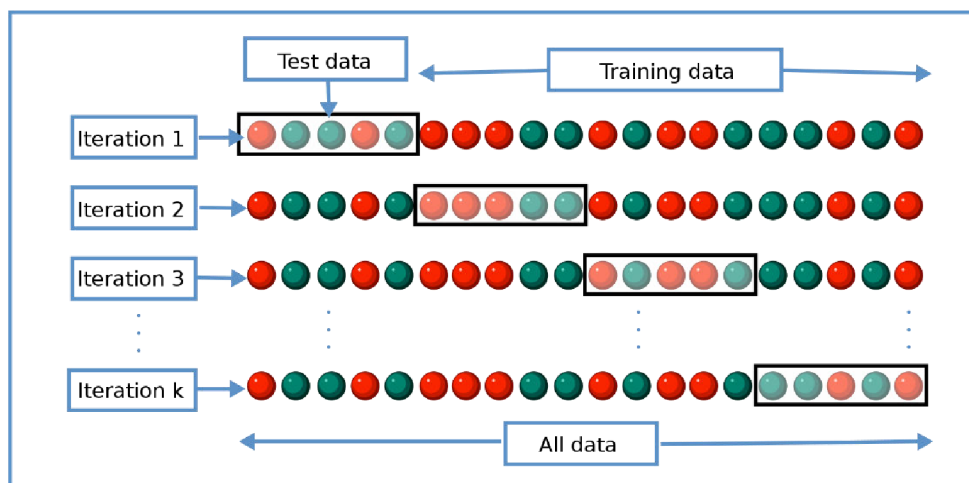 Test data
Training data
Iteration 1
Iteration 2
Iteration 3
Iteration k
All data